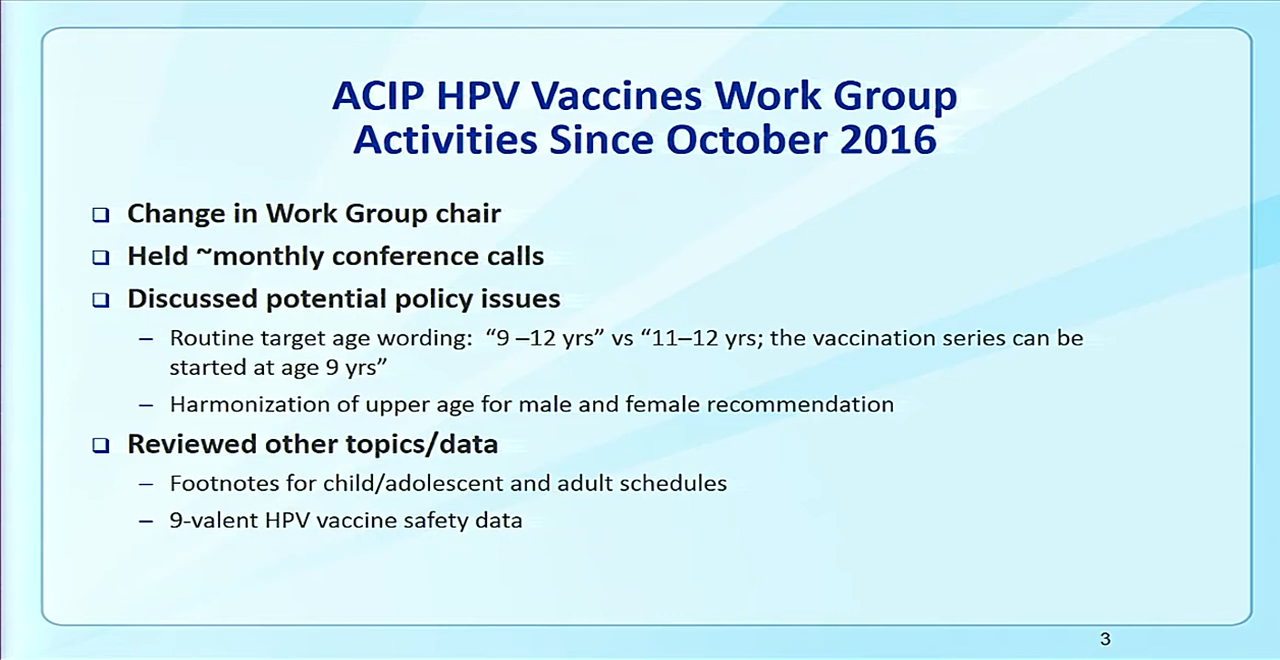 ACIP HPV Vaccines Work Group
Activities Since October 2016
❑ Change in Work Group chair
❑ Held ~monthly conference calls
❑ Discussed potential policy issues
– Routine target age wording: “9 –12 yrs” vs “11–12 yrs; the vaccination series can be
started at age 9 yrs”
– Harmonization of upper age for male and female recommendation
❑ Reviewed other topics/data
– Footnotes for child/adolescent and adult schedules
– 9-valent HPV vaccine safety data
3